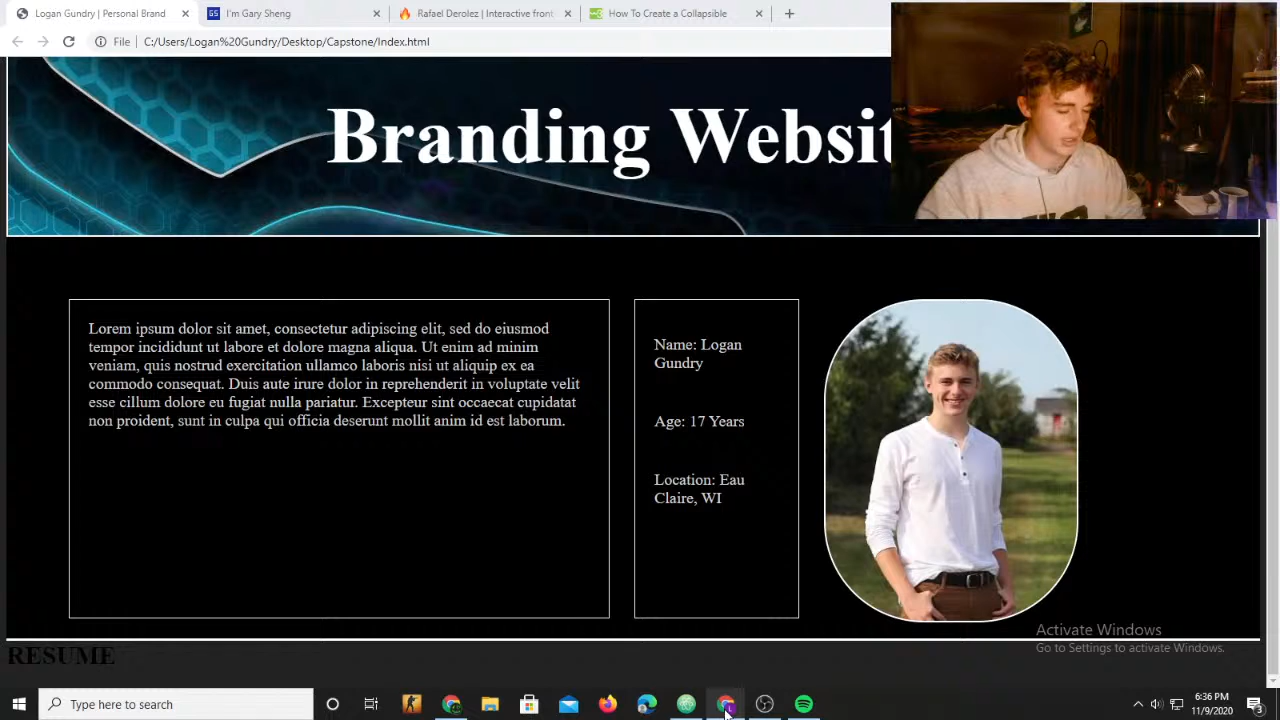 Logan Gundry | Personal Brand
I'm Gary Sheng
Rafael Derolez | Interactive front
How To Create a Collapsible
File
C:/Users/Logan%20Gundry/Desktop/Capstone/Index.html
Branding Websit
Lorem ipsum dolor sit amet, consectetur adipiscing elit, sed do eiusmod
tempor incididunt ut labore et dolore magna aliqua. Ut enim ad minim
veniam, quis nostrud exercitation ullamco laboris nisi ut aliquip ex ea
commodo consequat. Duis aute irure dolor in reprehenderit in voluptate velit
esse cillum dolore eu fugiat nulla pariatur. Excepteur sint occaecat cupidatat
non proident, sunt in culpa qui officia deserunt mollit anim id est laborum.
Name: Logan
Gundry
Age: 17 Years
Location: Eau
Claire, WI
Activate Windows
Go to Settings to activate Windows.
RESUME
Type here to search
6:36 PM
11/9/2020